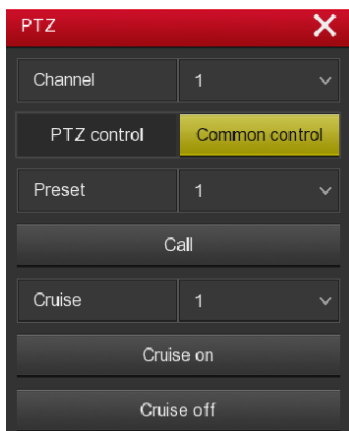 PTZ
Channel 1
PTZ control Common control
Preset 1
Call
Cruise 1
Cruise on
Cruise off